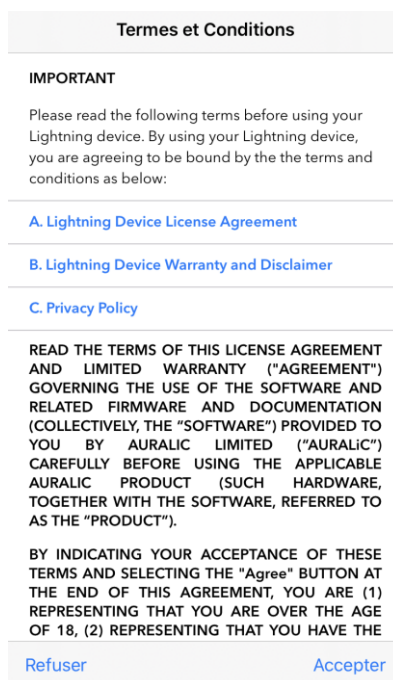 Termes et Conditions
IMPORTANT
Please read the following terms before using your
Lightning device. By using your Lightning device,
you are agreeing to be bound by the the terms and
conditions as below:
A. Lightning Device License Agreement
B. Lightning Device Warranty and Disclaimer
C. Privacy Policy
READ THE TERMS OF THIS LICENSE AGREEMENT
AND LIMITED WARRANTY ("AGREEMENT")
GOVERNING THE USE OF THE SOFTWARE AND
RELATED FIRMWARE AND DOCUMENTATION
(COLLECTIVELY, THE “SOFTWARE”) PROVIDED TO
YOU BY AURALIC LIMITED (“AURALiC”)
CAREFULLY BEFORE USING THE APPLICABLE
AURALIC PRODUCT (SUCH HARDWARE,
TOGETHER WITH THE SOFTWARE, REFERRED TO
AS THE “PRODUCT”).
BY INDICATING YOUR ACCEPTANCE OF THESE
TERMS AND SELECTING THE "Agree" BUTTON AT
THE END OF THIS AGREEMENT, YOU ARE (1)
REPRESENTING THAT YOU ARE OVER THE AGE
OF 18, (2) REPRESENTING THAT YOU HAVE THE
Refuser Accepter